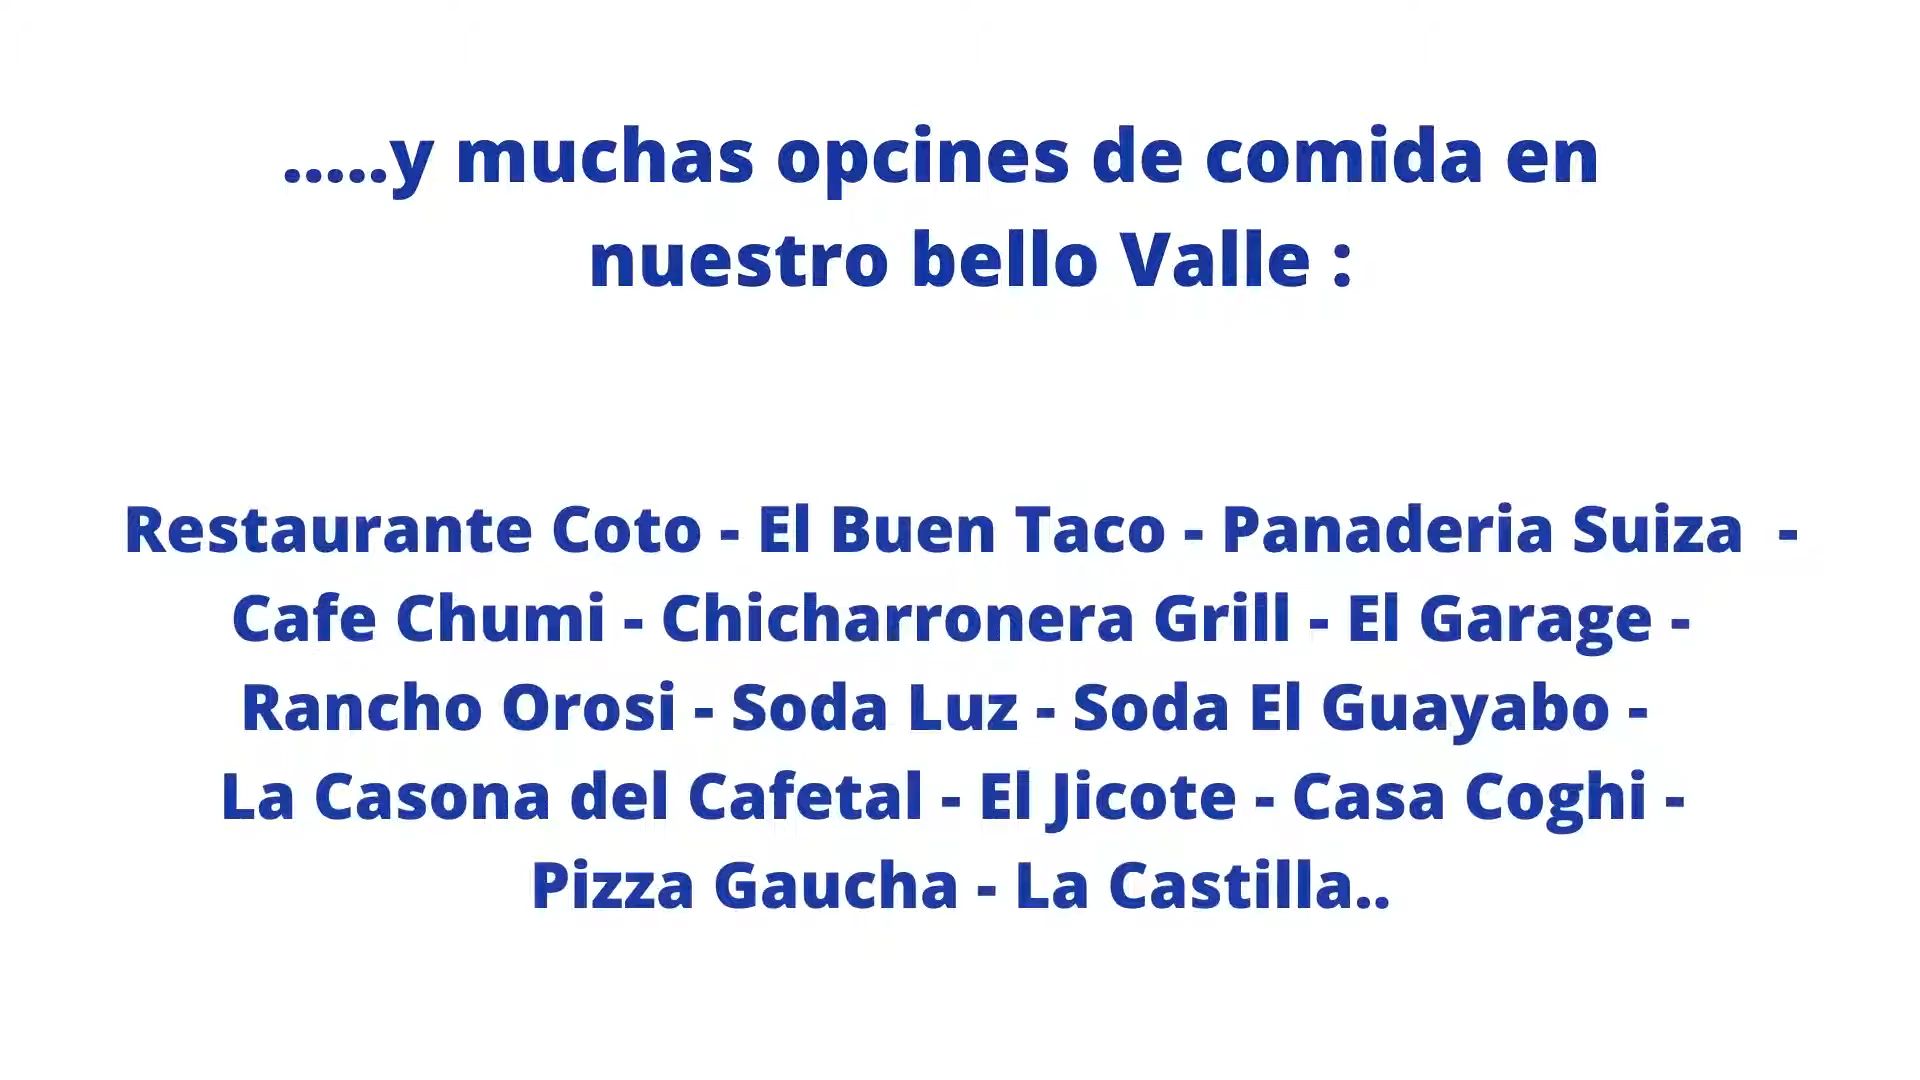 .....y muchas opcines de comida en
nuestro bello Valle :
Restaurante Coto - El Buen Taco - Panaderia Suiza  -
Cafe Chumi - Chicharronera Grill - El Garage -
Rancho Orosi - Soda Luz - Soda El Guayabo -
La Casona del Cafetal - El Jicote - Casa Coghi -
Pizza Gaucha - La Castilla..